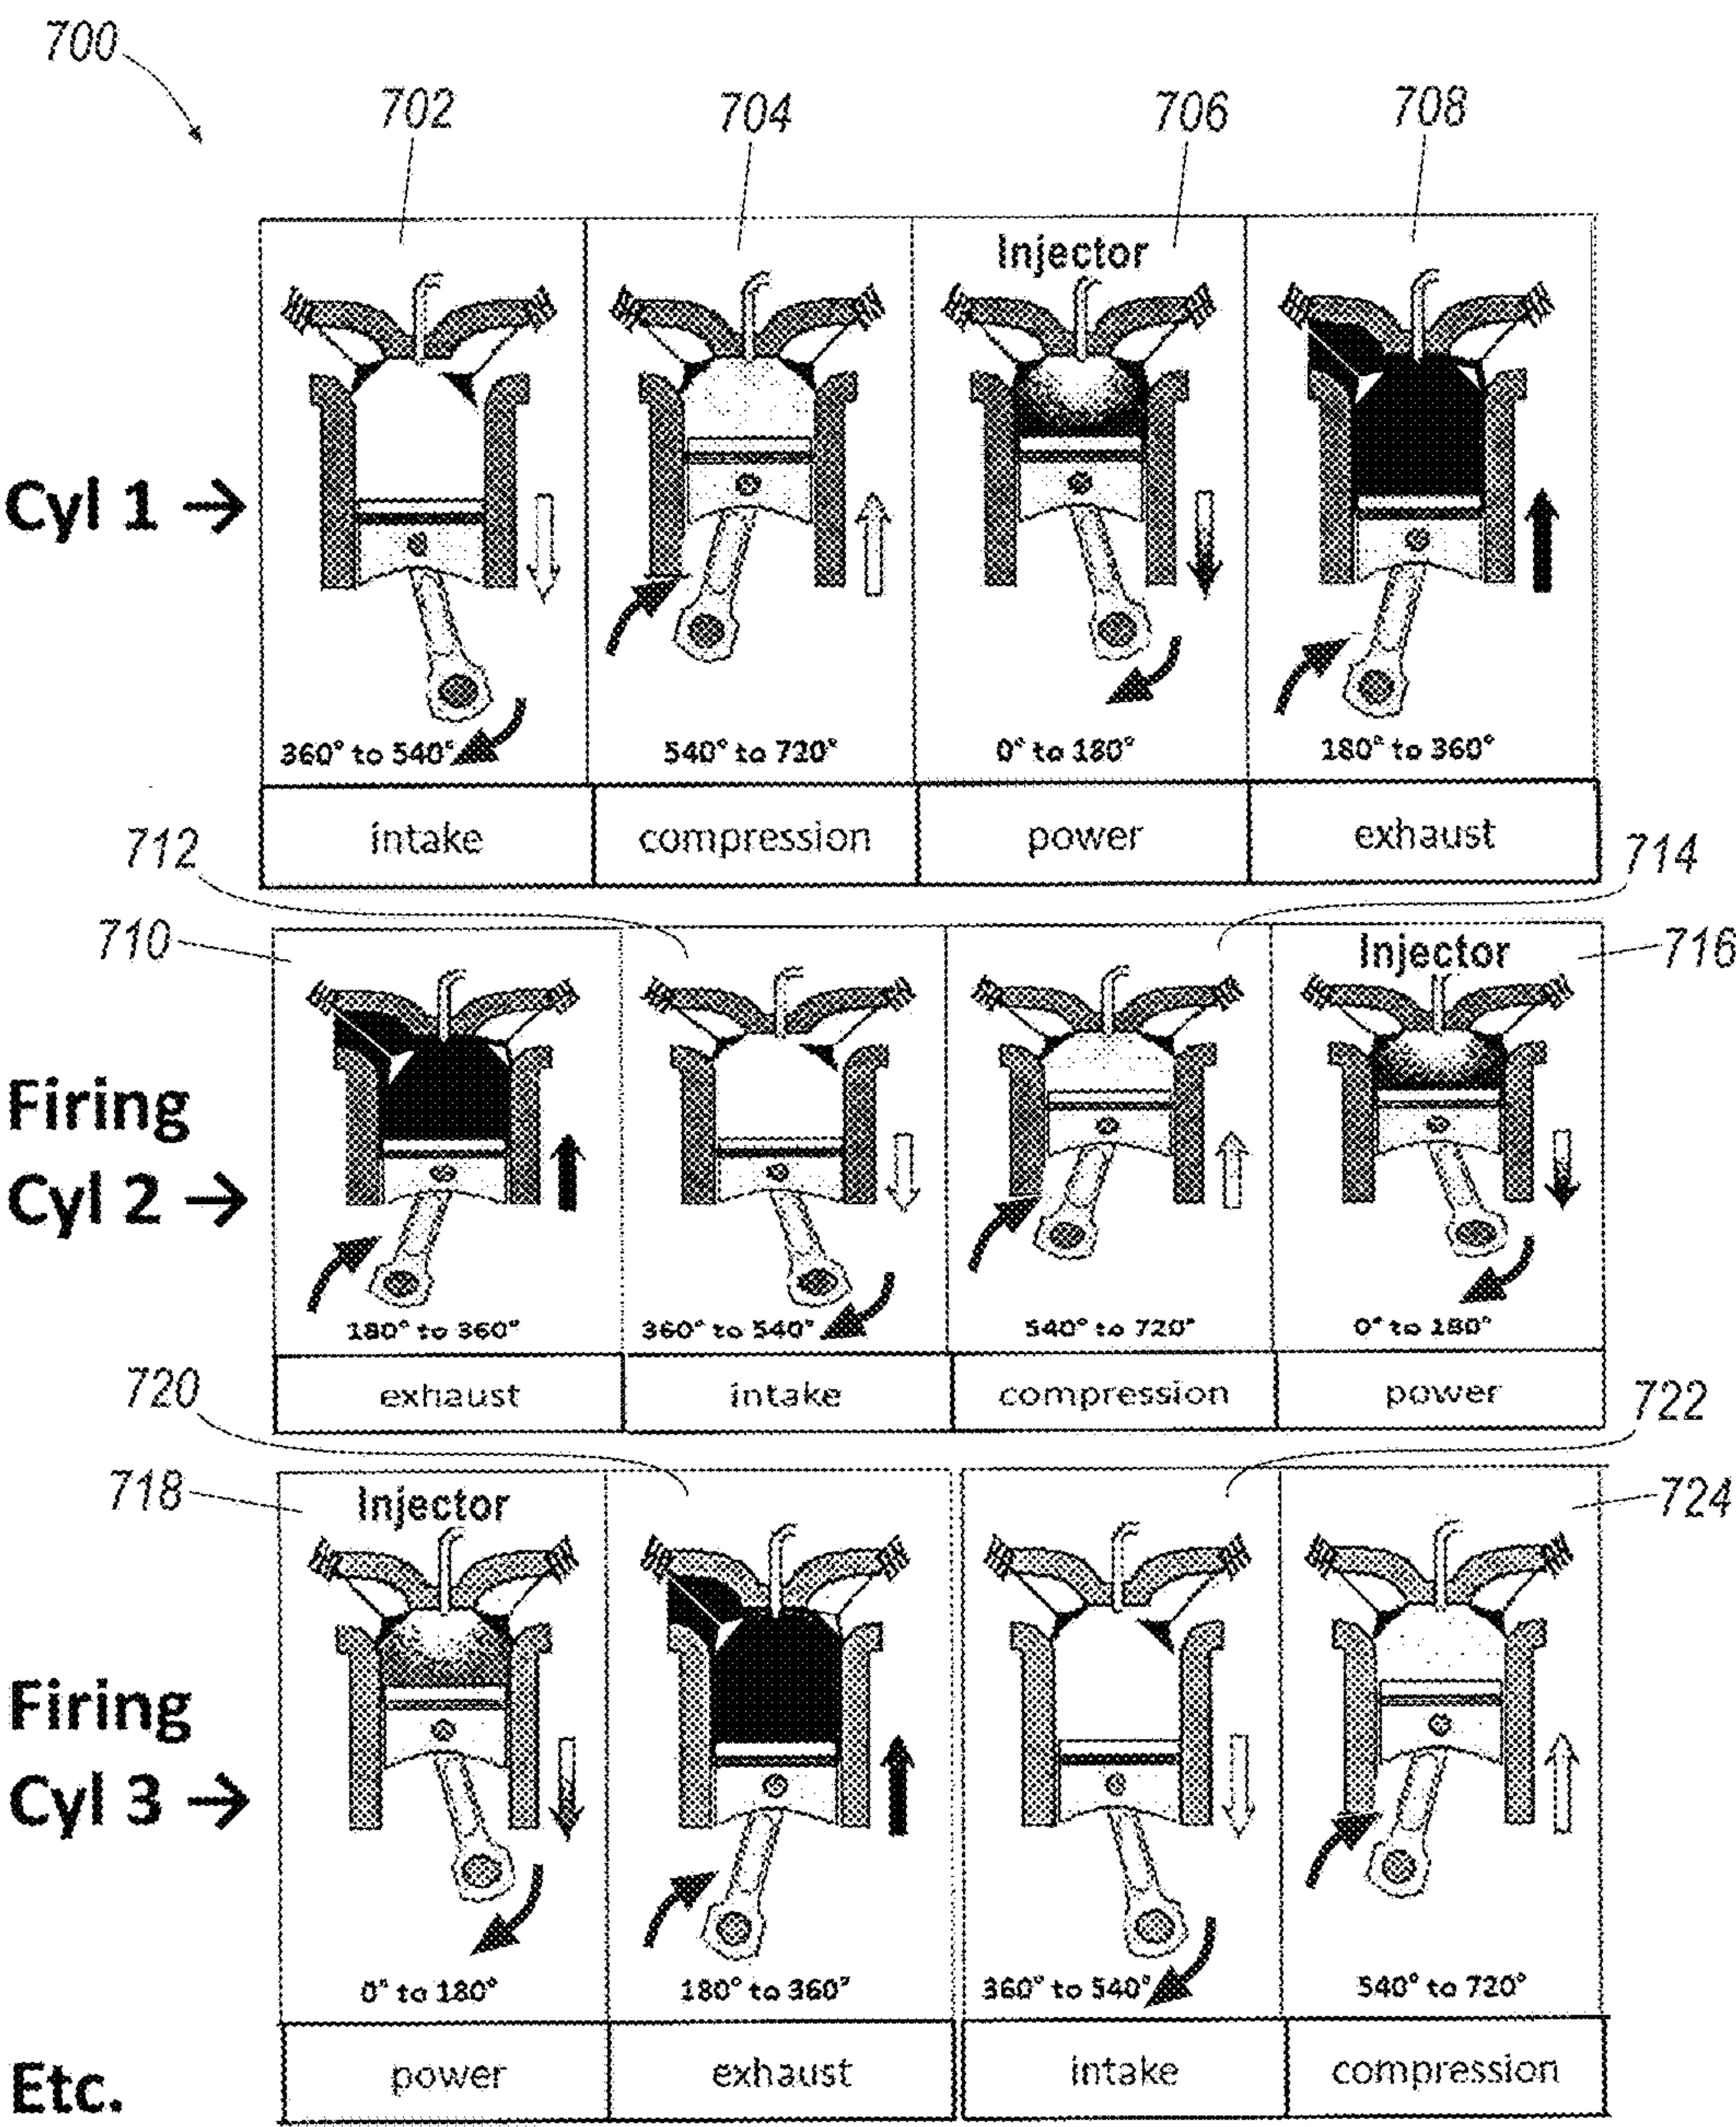 700
702 704 706 708
Injector
Cyl 1 →
360° to 540° 540° to 720° 0° to 180° 180° to 360°
intake compression power exhaust
712 714
710 Injector 716
Firing
Cyl 2 →
180° to 360° 360° to 540° 540° to 720° 0° to 180°
exhaust intake compression power
720 722
718 Injector 724
Firing
Cyl 3 →
0° to 180° 180° to 360° 360° to 540° 540° to 720°
power exhaust intake compression
Etc.